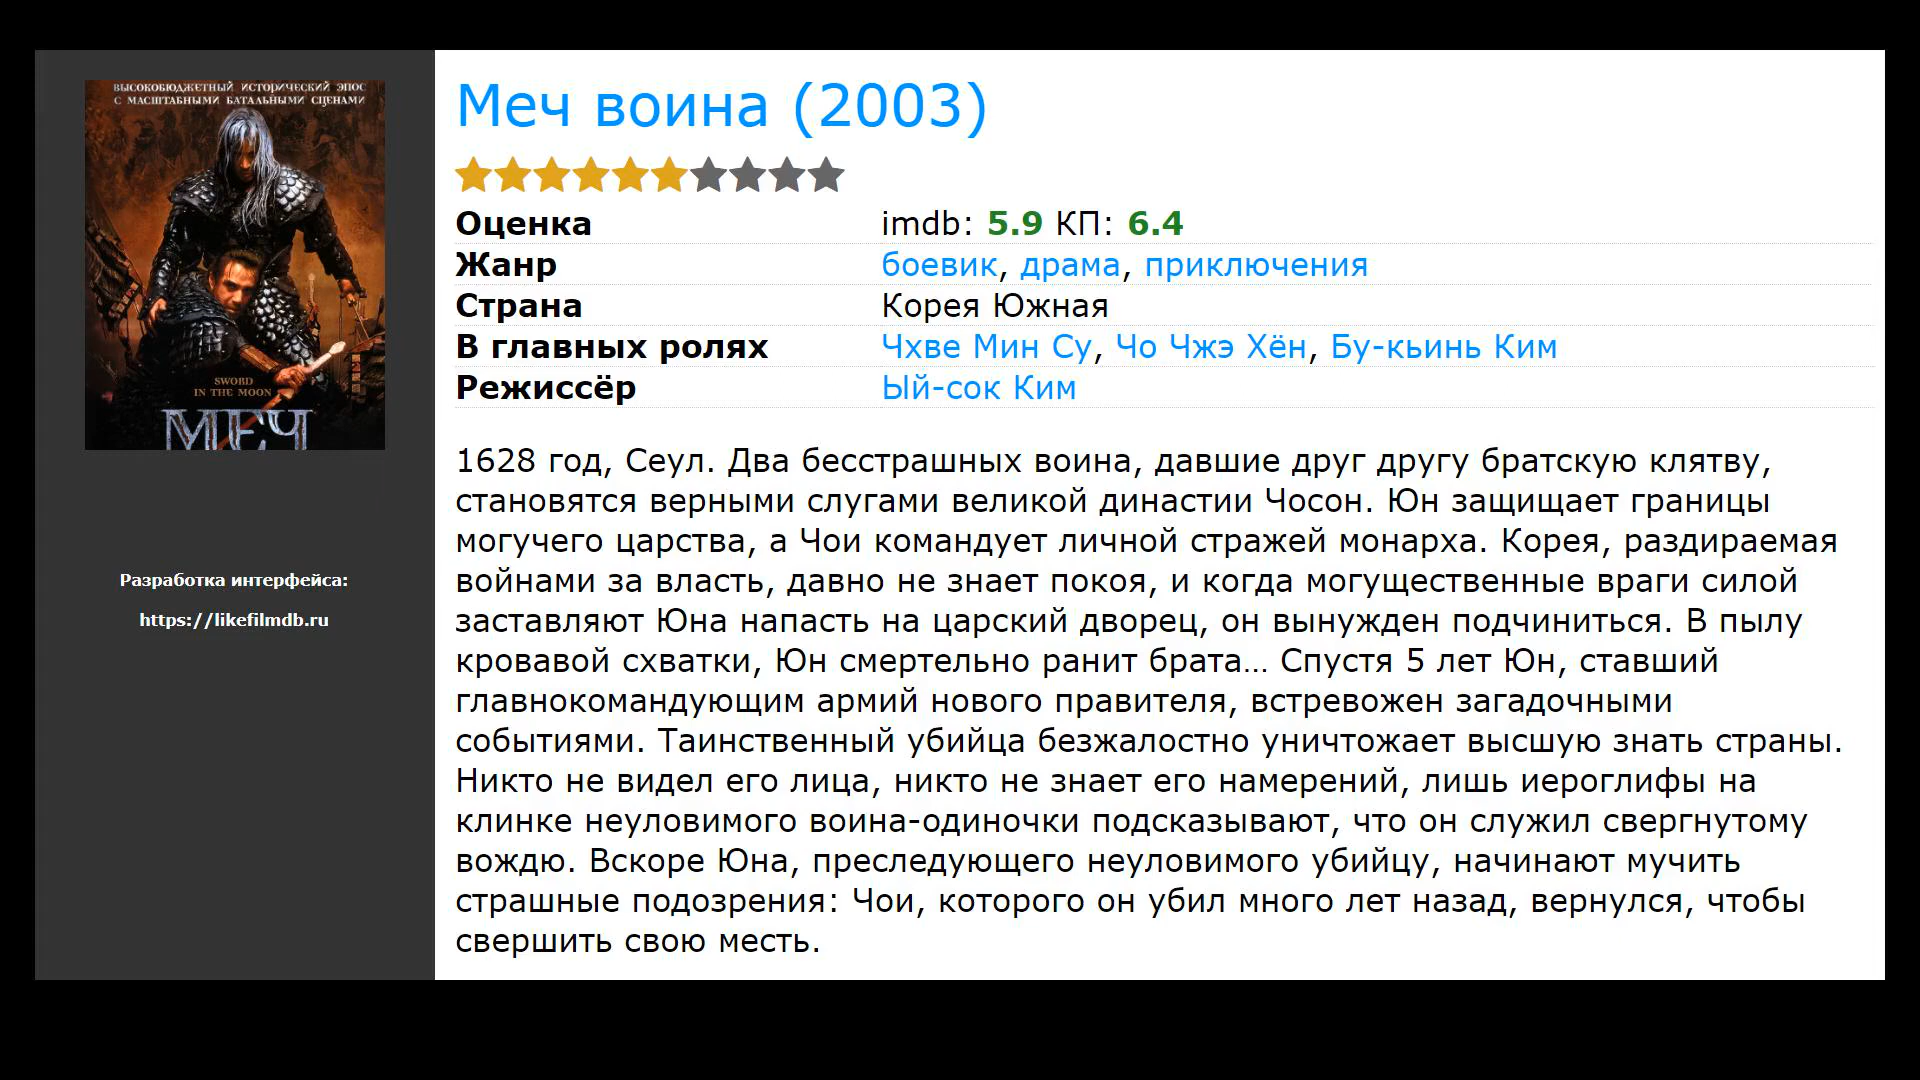 ВЫСОКОБЮДЖЕТНЫЙ ИСТОРИЧЕСКИЙ ЭПОС
С МАСШТАБНЫМИ БАТАЛЬНЫМИ СЦЕНАМИ
SWORD
IN THE MOON
МЕЧ
Разработка интерфейса:
https://likefilmdb.ru
Меч воина (2003)
Оценка imdb: 5.9 КП: 6.4
Жанр боевик, драма, приключения
Страна Корея Южная
В главных ролях Чхве Мин Су, Чо Чжэ Хён, Бу-кьинь Ким
Режиссёр Ый-сок Ким
1628 год, Сеул. Два бесстрашных воина, давшие друг другу братскую клятву,
становятся верными слугами великой династии Чосон. Юн защищает границы
могучего царства, а Чои командует личной стражей монарха. Корея, раздираемая
войнами за власть, давно не знает покоя, и когда могущественные враги силой
заставляют Юна напасть на царский дворец, он вынужден подчиниться. В пылу
кровавой схватки, Юн смертельно ранит брата… Спустя 5 лет Юн, ставший
главнокомандующим армий нового правителя, встревожен загадочными
событиями. Таинственный убийца безжалостно уничтожает высшую знать страны.
Никто не видел его лица, никто не знает его намерений, лишь иероглифы на
клинке неуловимого воина-одиночки подсказывают, что он служил свергнутому
вождю. Вскоре Юна, преследующего неуловимого убийцу, начинают мучить
страшные подозрения: Чои, которого он убил много лет назад, вернулся, чтобы
свершить свою месть.